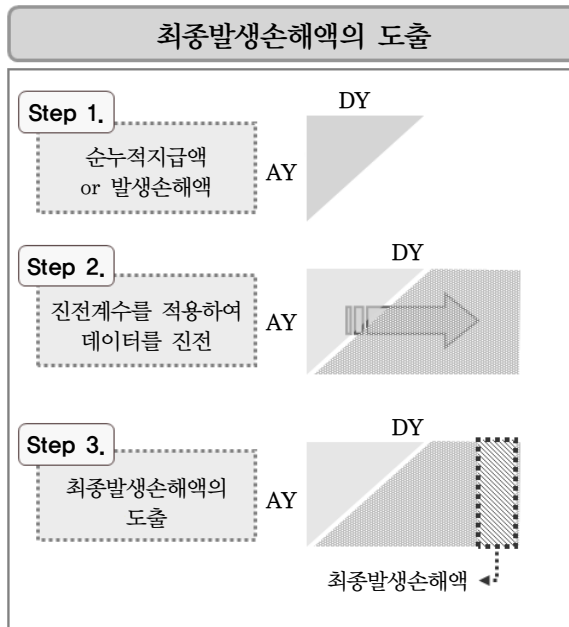 최종발생손해액의 도출
Step 1.
DY
순누적지급액
or 발생손해액
AY
Step 2.
DY
진전계수를 적용하여
데이터를 진전
AY
Step 3.
DY
최종발생손해액의
도출
AY
최종발생손해액